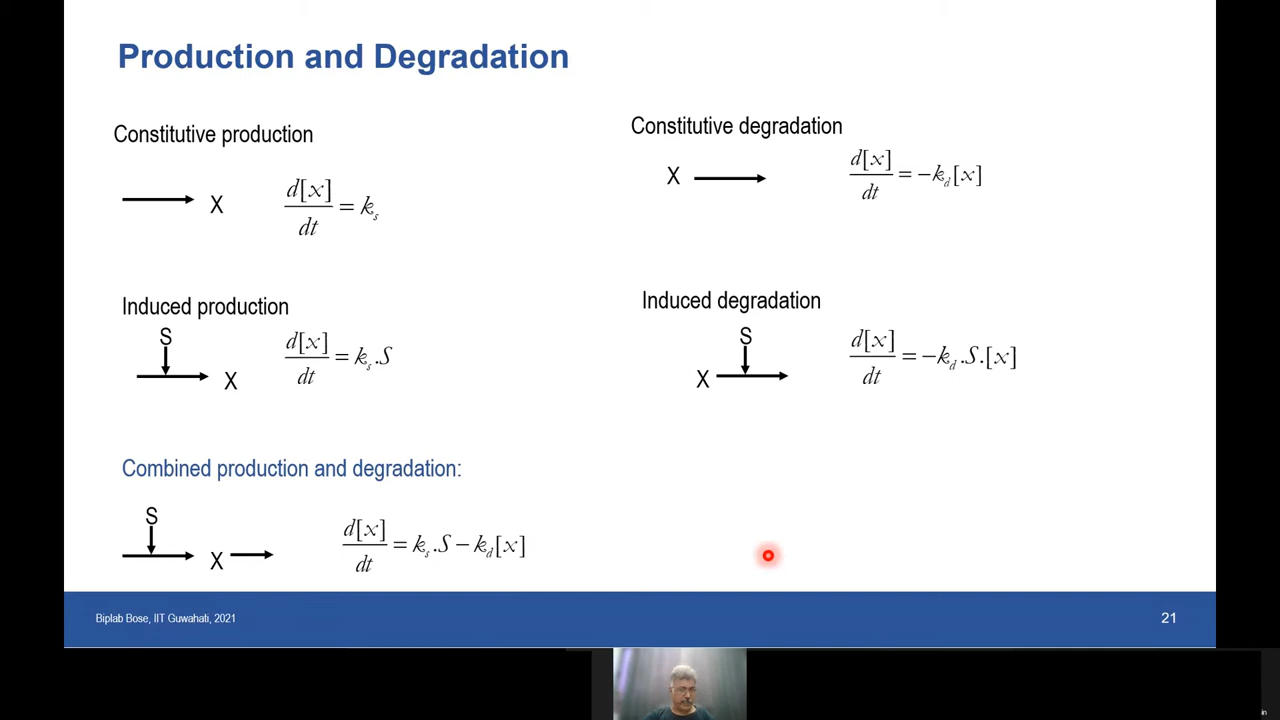 Production and Degradation
Constitutive production
X
d[x]/dt = k_s
Constitutive degradation
X
d[x]/dt = −k_d[x]
Induced production
S
X
d[x]/dt = k_s.S
Induced degradation
S
X
d[x]/dt = −k_d.S.[x]
Combined production and degradation:
S
X
d[x]/dt = k_s.S − k_d[x]
Biplab Bose, IIT Guwahati, 2021
21
in